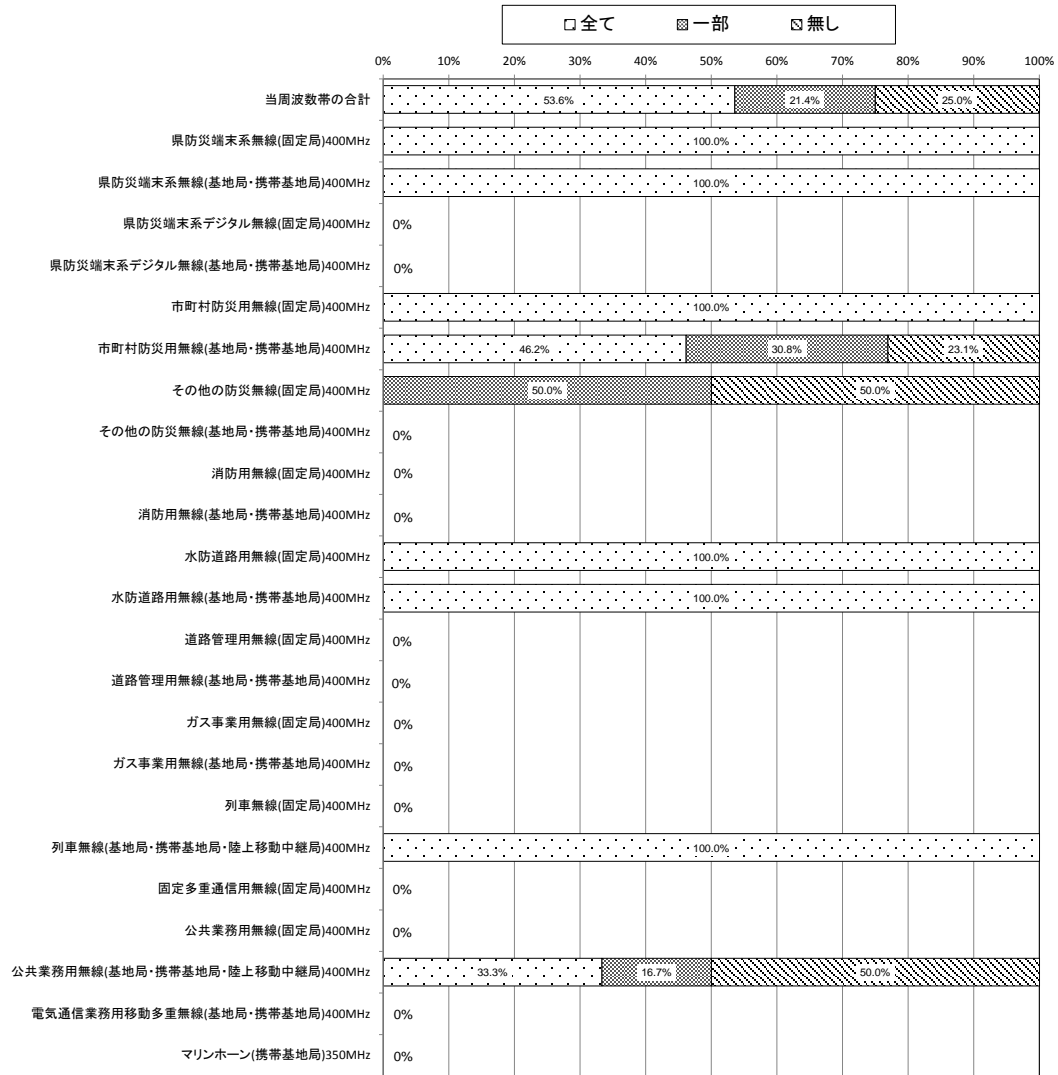 全て 一部 無し
0% 10% 20% 30% 40% 50% 60% 70% 80% 90% 100%
当周波数帯の合計 53.6% 21.4% 25.0%
県防災端末系無線(固定局)400MHz 100.0%
県防災端末系無線(基地局・携帯基地局)400MHz 100.0%
県防災端末系デジタル無線(固定局)400MHz 0%
県防災端末系デジタル無線(基地局・携帯基地局)400MHz 0%
市町村防災用無線(固定局)400MHz 100.0%
市町村防災用無線(基地局・携帯基地局)400MHz 46.2% 30.8% 23.1%
その他の防災無線(固定局)400MHz 50.0% 50.0%
その他の防災無線(基地局・携帯基地局)400MHz 0%
消防用無線(固定局)400MHz 0%
消防用無線(基地局・携帯基地局)400MHz 0%
水防道路用無線(固定局)400MHz 100.0%
水防道路用無線(基地局・携帯基地局)400MHz 100.0%
道路管理用無線(固定局)400MHz 0%
道路管理用無線(基地局・携帯基地局)400MHz 0%
ガス事業用無線(固定局)400MHz 0%
ガス事業用無線(基地局・携帯基地局)400MHz 0%
列車無線(固定局)400MHz 0%
列車無線(基地局・携帯基地局・陸上移動中継局)400MHz 100.0%
固定多重通信用無線(固定局)400MHz 0%
公共業務用無線(固定局)400MHz 0%
公共業務用無線(基地局・携帯基地局・陸上移動中継局)400MHz 33.3% 16.7% 50.0%
電気通信業務用移動多重無線(基地局・携帯基地局)400MHz 0%
マリンホーン(携帯基地局)350MHz 0%